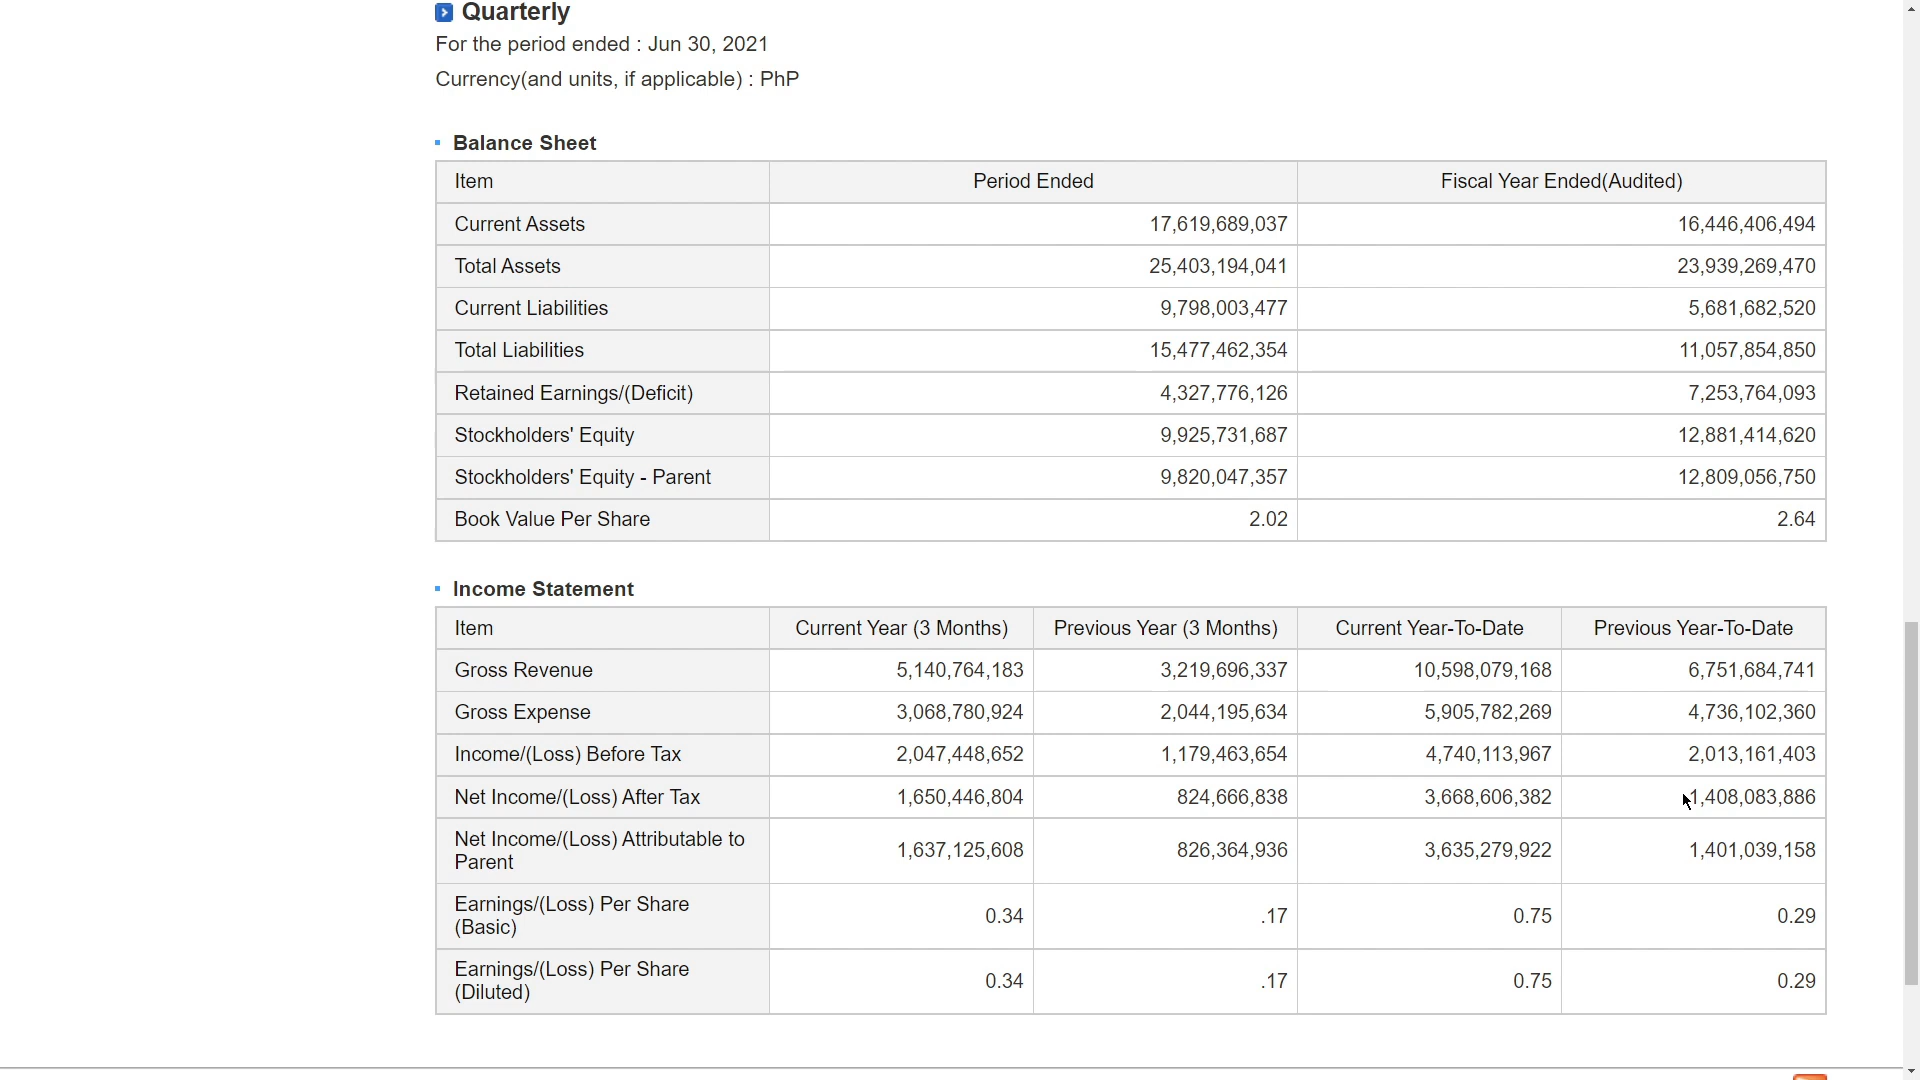 Quarterly
For the period ended : Jun 30, 2021
Currency(and units, if applicable) : PhP
Balance Sheet
Item Period Ended Fiscal Year Ended(Audited)
Current Assets 17,619,689,037 16,446,406,494
Total Assets 25,403,194,041 23,939,269,470
Current Liabilities 9,798,003,477 5,681,682,520
Total Liabilities 15,477,462,354 11,057,854,850
Retained Earnings/(Deficit) 4,327,776,126 7,253,764,093
Stockholders' Equity 9,925,731,687 12,881,414,620
Stockholders' Equity - Parent 9,820,047,357 12,809,056,750
Book Value Per Share 2.02 2.64
Income Statement
Item Current Year (3 Months) Previous Year (3 Months) Current Year-To-Date Previous Year-To-Date
Gross Revenue 5,140,764,183 3,219,696,337 10,598,079,168 6,751,684,741
Gross Expense 3,068,780,924 2,044,195,634 5,905,782,269 4,736,102,360
Income/(Loss) Before Tax 2,047,448,652 1,179,463,654 4,740,113,967 2,013,161,403
Net Income/(Loss) After Tax 1,650,446,804 824,666,838 3,668,606,382 1,408,083,886
Net Income/(Loss) Attributable to
Parent 1,637,125,608 826,364,936 3,635,279,922 1,401,039,158
Earnings/(Loss) Per Share
(Basic) 0.34 .17 0.75 0.29
Earnings/(Loss) Per Share
(Diluted) 0.34 .17 0.75 0.29